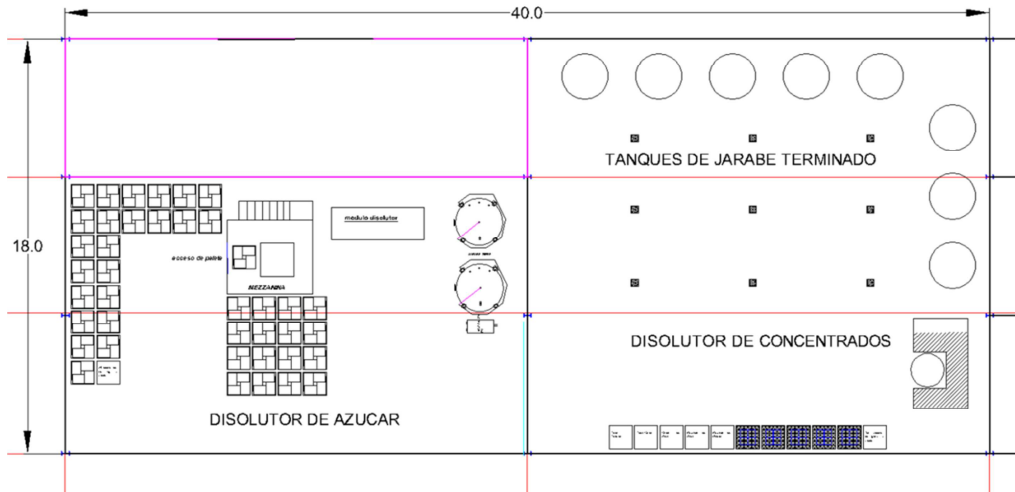 40.0
TANQUES DE JARABE TERMINADO
18.0
modulo disolutor
acceso de pallets
MEZZANINA
DISOLUTOR DE CONCENTRADOS
DISOLUTOR DE AZUCAR